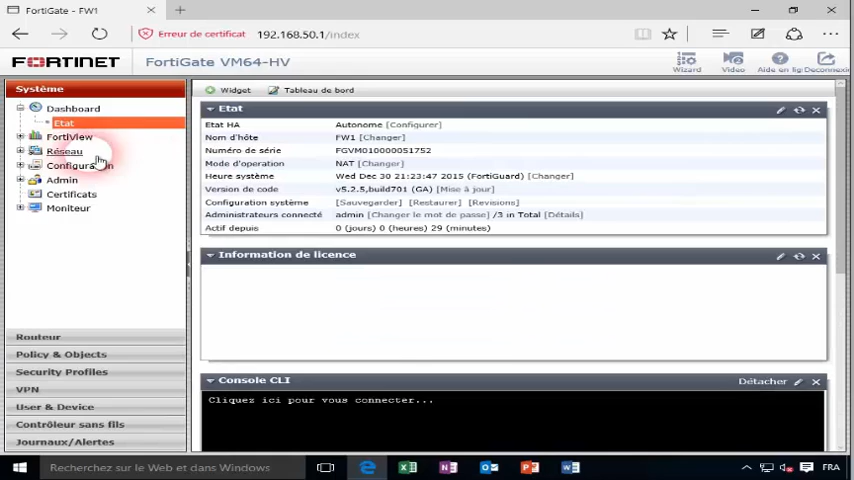 FortiGate - FW1
Erreur de certificat 192.168.50.1/index
FORTINET FortiGate VM64-HV
Wizard Video Aide en lig Deconnexi
Système
Widget Tableau de bord
Dashboard
Etat
FortiView
Réseau
Configuration
Admin
Certificats
Moniteur
Routeur
Policy & Objects
Security Profiles
VPN
User & Device
Contrôleur sans fils
Journaux/Alertes
Etat
Etat HA Autonome [Configurer]
Nom d'hôte FW1 [Changer]
Numéro de série FGVM010000051752
Mode d'operation NAT [Changer]
Heure système Wed Dec 30 21:23:47 2015 (FortiGuard) [Changer]
Version de code v5.2.5,build701 (GA) [Mise à jour]
Configuration système [Sauvegarder] [Restaurer] [Revisions]
Administrateurs connecté admin [Changer le mot de passe] /3 in Total [Détails]
Actif depuis 0 (jours) 0 (heures) 29 (minutes)
Information de licence
Console CLI Détacher
Cliquez ici pour vous connecter...
Recherchez sur le Web et dans Windows
FRA